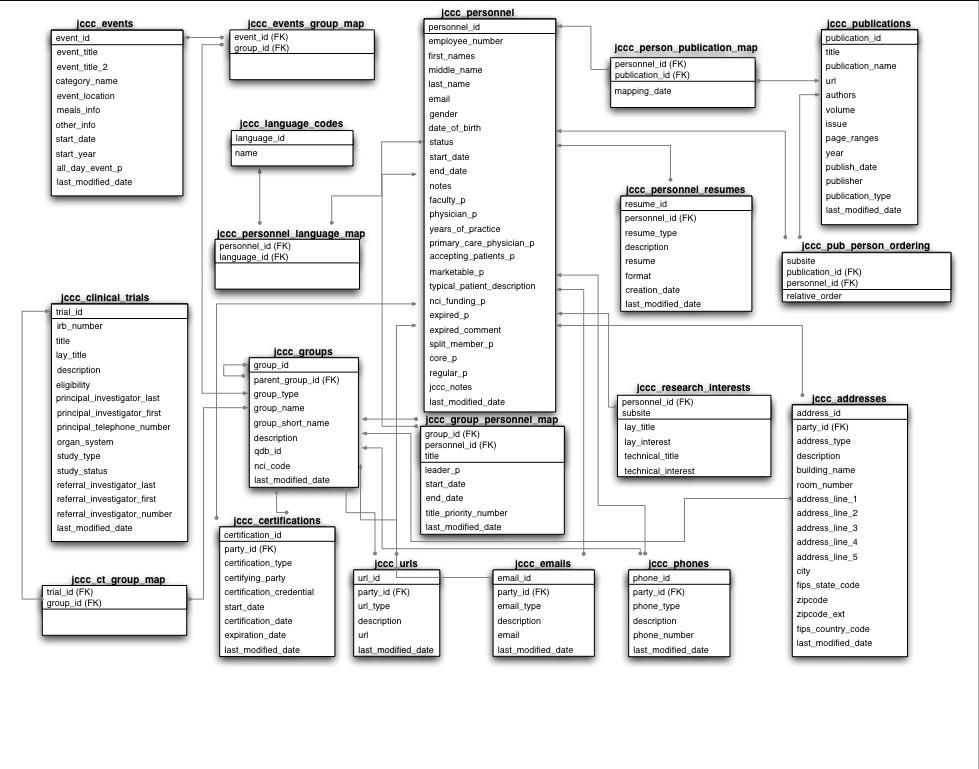 jccc_events
event_id
event_title
event_title_2
category_name
event_location
meals_info
other_info
start_date
start_year
all_day_event_p
last_modified_date
jccc_events_group_map
event_id (FK)
group_id (FK)
jccc_language_codes
language_id
name
jccc_personnel_language_map
personnel_id (FK)
language_id (FK)
jccc_personnel
personnel_id
employee_number
first_names
middle_name
last_name
email
gender
date_of_birth
status
start_date
end_date
notes
faculty_p
physician_p
years_of_practice
primary_care_physician_p
accepting_patients_p
marketable_p
typical_patient_description
nci_funding_p
expired_p
expired_comment
split_member_p
core_p
regular_p
jccc_notes
last_modified_date
jccc_person_publication_map
personnel_id (FK)
publication_id (FK)
mapping_date
jccc_publications
publication_id
title
publication_name
url
authors
volume
issue
page_ranges
year
publish_date
publisher
publication_type
last_modified_date
jccc_personnel_resumes
resume_id
personnel_id (FK)
resume_type
description
resume
format
creation_date
last_modified_date
jccc_pub_person_ordering
subsite
publication_id (FK)
personnel_id (FK)
relative_order
jccc_clinical_trials
trial_id
irb_number
title
lay_title
description
eligibility
principal_investigator_last
principal_investigator_first
principal_telephone_number
organ_system
study_type
study_status
referral_investigator_last
referral_investigator_first
referral_investigator_number
last_modified_date
jccc_groups
group_id
parent_group_id (FK)
group_type
group_name
group_short_name
description
qdb_id
nci_code
last_modified_date
jccc_group_personnel_map
group_id (FK)
personnel_id (FK)
title
leader_p
start_date
end_date
title_priority_number
last_modified_date
jccc_research_interests
personnel_id (FK)
subsite
lay_title
lay_interest
technical_title
technical_interest
jccc_addresses
address_id
party_id (FK)
address_type
description
building_name
room_number
address_line_1
address_line_2
address_line_3
address_line_4
address_line_5
city
fips_state_code
zipcode
zipcode_ext
fips_country_code
last_modified_date
jccc_ct_group_map
trial_id (FK)
group_id (FK)
jccc_certifications
certification_id
party_id (FK)
certification_type
certifying_party
certification_credential
start_date
certification_date
expiration_date
last_modified_date
jccc_urls
url_id
party_id (FK)
url_type
description
url
last_modified_date
jccc_emails
email_id
party_id (FK)
email_type
description
email
last_modified_date
jccc_phones
phone_id
party_id (FK)
phone_type
description
phone_number
last_modified_date